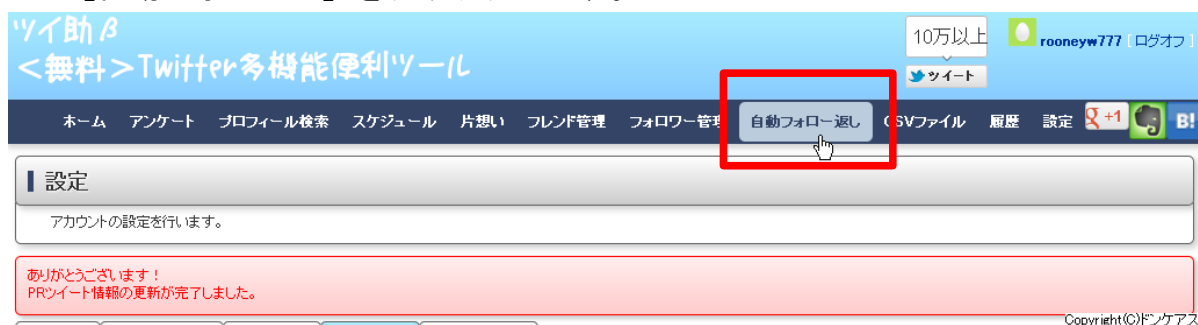 ツイ助β
<無料>Twitter多機能便利ツール
10万以上
ツイート
rooneyw777 [ログオフ]
ホーム アンケート プロフィール検索 スケジュール 片想い フレンド管理 フォロワー管理 自動フォロー返し CSVファイル 履歴 設定 g +1 B!
設定
アカウントの設定を行います。
ありがとうございます!
PRツイート情報の更新が完了しました。
Copyright(C)ドンケアス